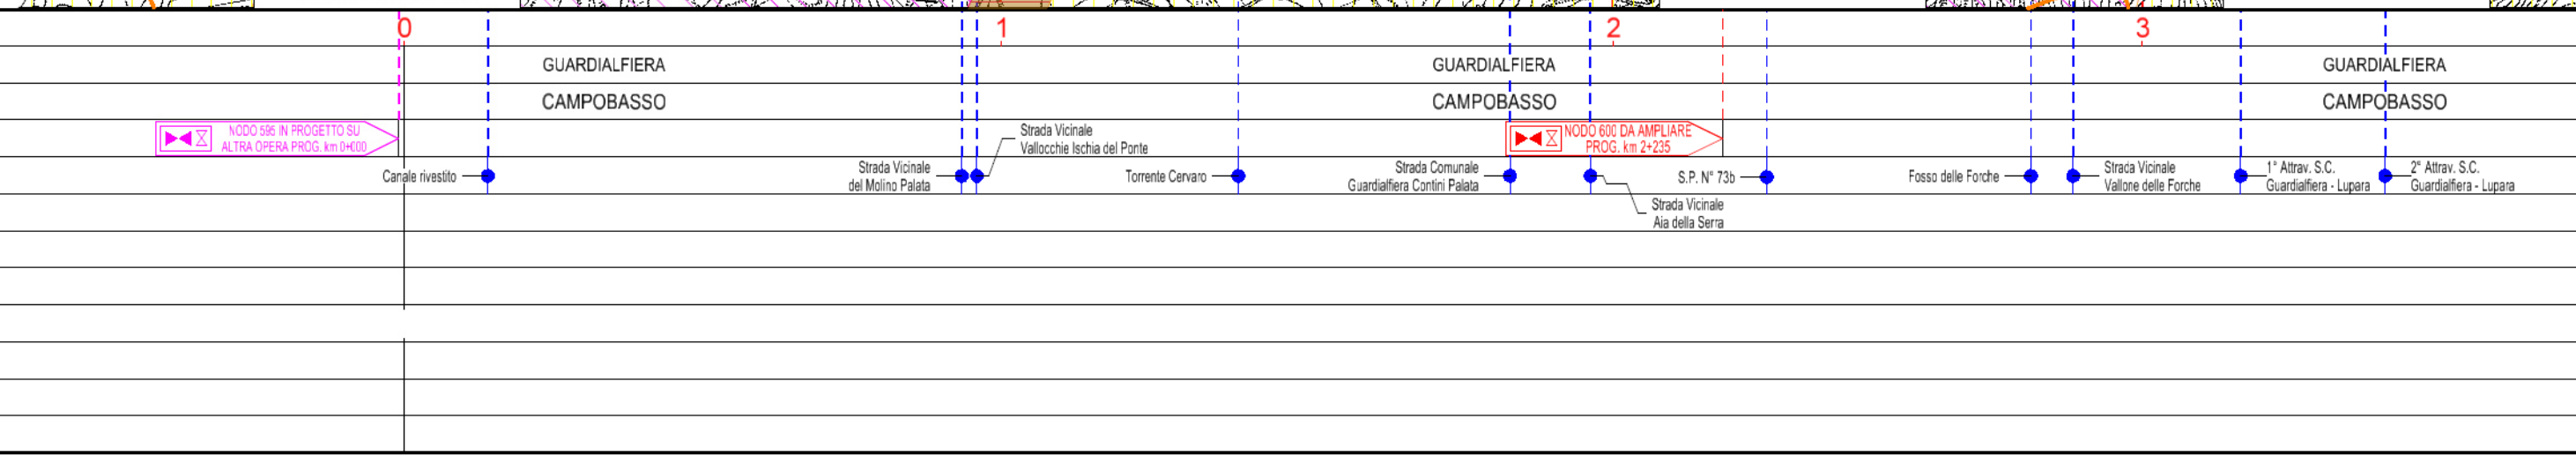 0
1
2
3
GUARDIALFIERA
GUARDIALFIERA
GUARDIALFIERA
CAMPOBASSO
CAMPOBASSO
CAMPOBASSO
NODO 595 IN PROGETTO SU
ALTRA OPERA PROG. km 0+000
Strada Vicinale
Vallocchie Ischia del Ponte
NODO 600 DA AMPLIARE
PROG. km 2+235
Canale rivestito
Strada Vicinale
del Molino Palata
Torrente Cervaro
Strada Comunale
Guardialfiera Contini Palata
Strada Vicinale
Aia della Serra
S.P. N° 73b
Fosso delle Forche
Strada Vicinale
Vallone delle Forche
1° Attrav. S.C.
Guardialfiera - Lupara
2° Attrav. S.C.
Guardialfiera - Lupara